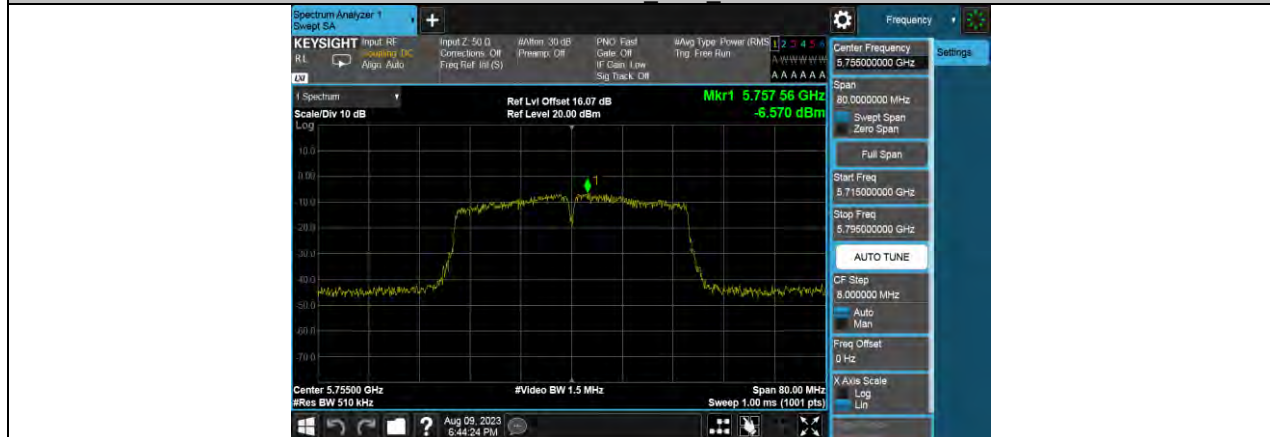 Spectrum Analyzer 1
Swept SA
Frequency
KEYSIGHT
Input: RF
Coupling: DC
Align: Auto
RL
LXI
Input Z: 50 Ω
Corrections: Off
Freq Ref: Int (S)
#Atten: 30 dB
Preamp: Off
PNO: Fast
Gate: Off
IF Gain: Low
Sig Track: Off
#Avg Type: Power (RMS
Trig: Free Run
1 2 3 4 5 6
A W W W W W
A A A A A A
Center Frequency
5.755000000 GHz
Settings
Span
80.0000000 MHz
Swept Span
Zero Span
Full Span
Start Freq
5.715000000 GHz
Stop Freq
5.795000000 GHz
AUTO TUNE
CF Step
8.000000 MHz
Auto
Man
Freq Offset
0 Hz
X Axis Scale
Log
Lin
1 Spectrum
Scale/Div 10 dB
Log
Ref Lvl Offset 16.07 dB
Ref Level 20.00 dBm
Mkr1 5.757 56 GHz
-6.570 dBm
1
10.0
0.00
-10.0
-20.0
-30.0
-40.0
-50.0
-60.0
-70.0
Center 5.75500 GHz
#Res BW 510 kHz
#Video BW 1.5 MHz
Span 80.00 MHz
Sweep 1.00 ms (1001 pts)
?
Aug 09, 2023
6:44:24 PM